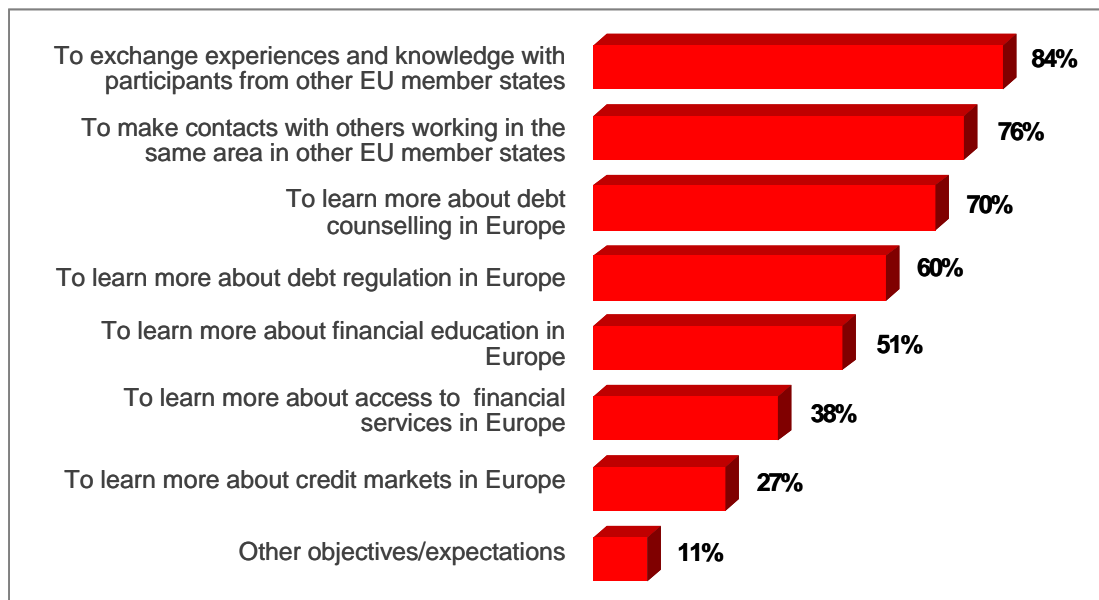 To exchange experiences and knowledge with
participants from other EU member states
84%
To make contacts with others working in the
same area in other EU member states
76%
To learn more about debt
counselling in Europe
70%
To learn more about debt regulation in Europe
60%
To learn more about financial education in
Europe
51%
To learn more about access to  financial
services in Europe
38%
To learn more about credit markets in Europe
27%
Other objectives/expectations
11%